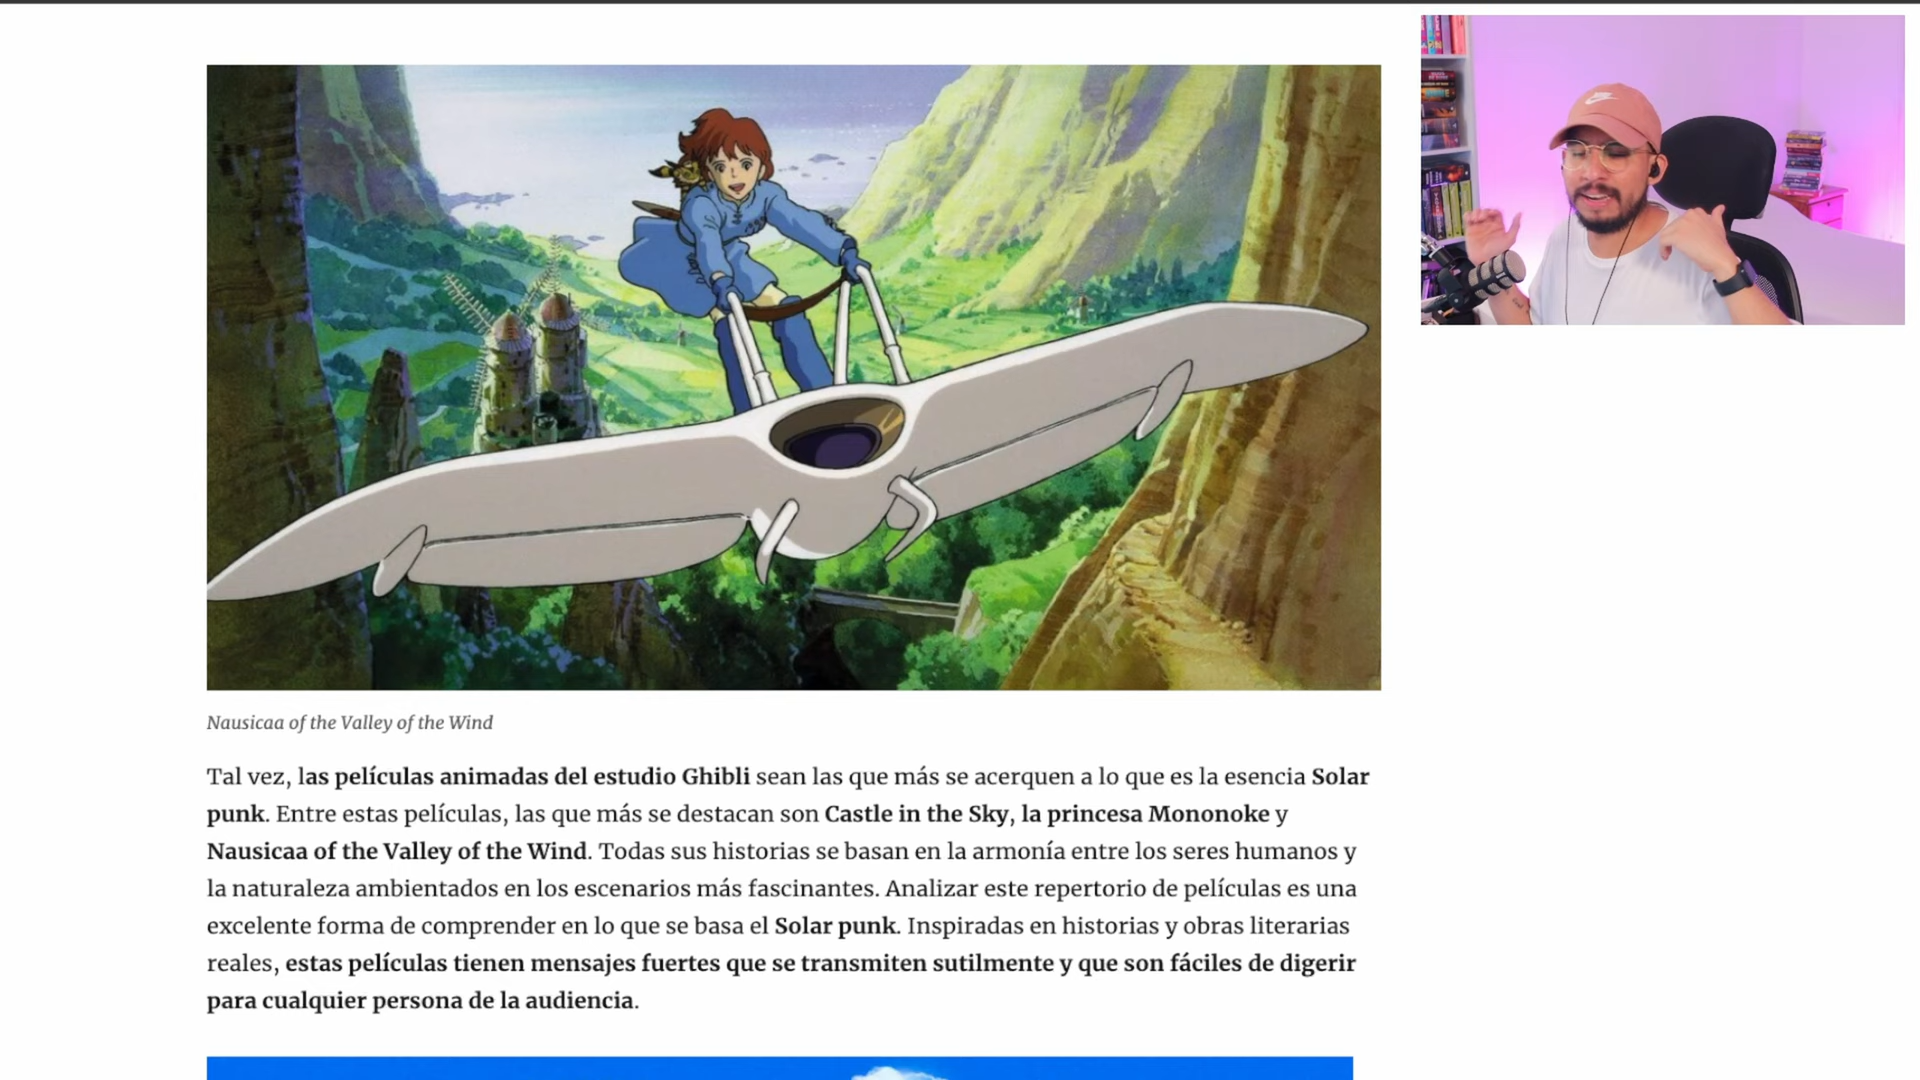 Nausicaa of the Valley of the Wind
Tal vez, las películas animadas del estudio Ghibli sean las que más se acerquen a lo que es la esencia Solar
punk. Entre estas películas, las que más se destacan son Castle in the Sky, la princesa Mononoke y
Nausicaa of the Valley of the Wind. Todas sus historias se basan en la armonía entre los seres humanos y
la naturaleza ambientados en los escenarios más fascinantes. Analizar este repertorio de películas es una
excelente forma de comprender en lo que se basa el Solar punk. Inspiradas en historias y obras literarias
reales, estas películas tienen mensajes fuertes que se transmiten sutilmente y que son fáciles de digerir
para cualquier persona de la audiencia.